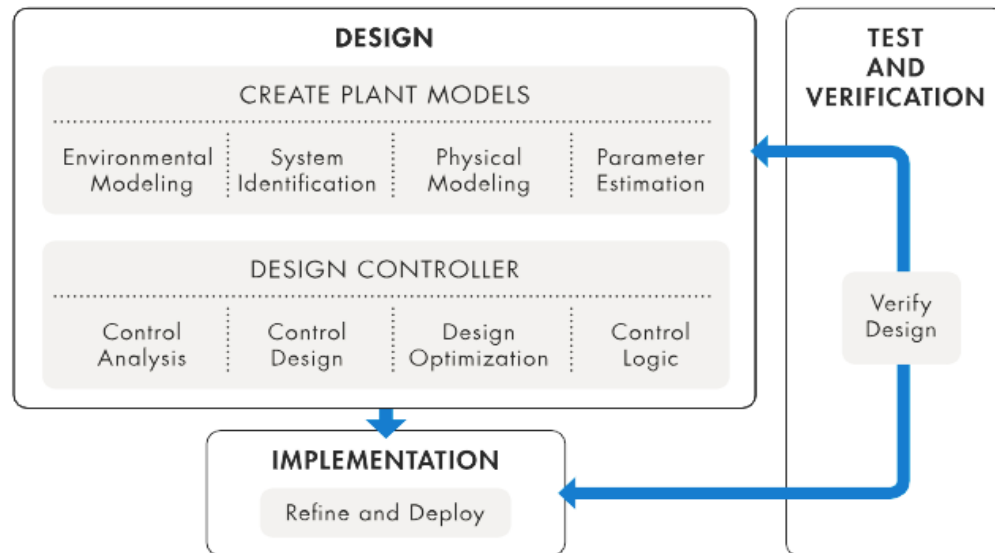 DESIGN
CREATE PLANT MODELS
Environmental
Modeling
System
Identification
Physical
Modeling
Parameter
Estimation
DESIGN CONTROLLER
Control
Analysis
Control
Design
Design
Optimization
Control
Logic
IMPLEMENTATION
Refine and Deploy
TEST
AND
VERIFICATION
Verify
Design